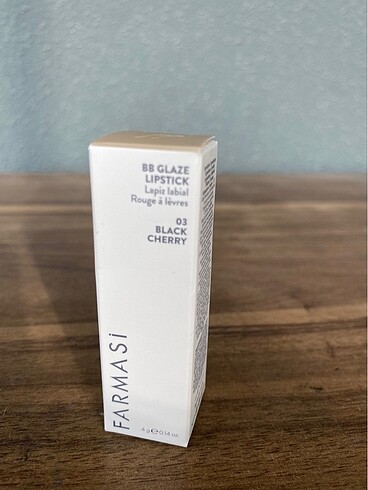 BB GLAZE
LIPSTICK
Lapiz labial
Rouge à lèvres
03
BLACK
CHERRY
FARMASi
4 g ℮ 0.14 oz.